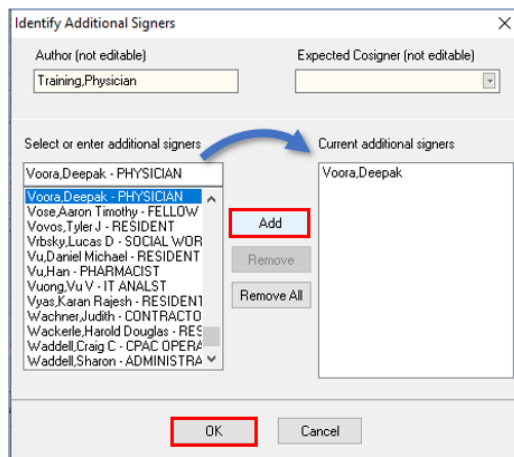 Identify Additional Signers
Author (not editable)
Expected Cosigner (not editable)
Training,Physician
Select or enter additional signers
Current additional signers
Voora,Deepak - PHYSICIAN
Voora,Deepak
Voora,Deepak - PHYSICIAN
Vose,Aaron Timothy - FELLOW
Vovos,Tyler J - RESIDENT
Vrbsky,Lucas D - SOCIAL WOR
Vu,Daniel Michael - RESIDENT
Vu,Han - PHARMACIST
Vuong,Vu V - IT ANALST
Vyas,Karan Rajesh - RESIDENT
Wachner,Judith - CONTRACTO
Wackerle,Harold Douglas - RES
Waddell,Craig C - CPAC OPERA
Waddell,Sharon - ADMINISTRA
Add
Remove
Remove All
OK
Cancel